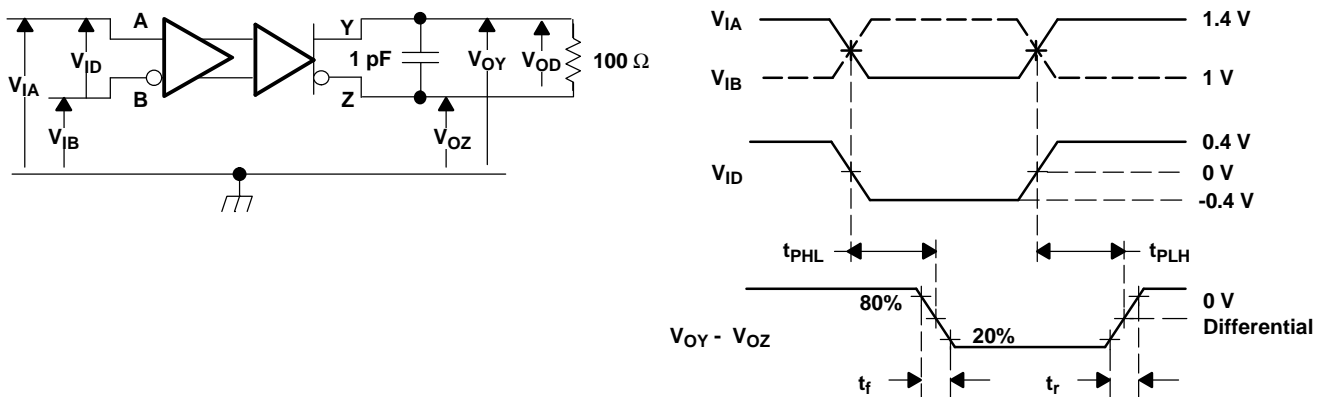 A
B
V_ID
V_IA
V_IB
Y
Z
1 pF
V_OY
V_OD
V_OZ
100 Ω
V_IA
1.4 V
V_IB
1 V
V_ID
0.4 V
0 V
-0.4 V
t_PHL
t_PLH
80%
0 V
Differential
V_OY - V_OZ
20%
t_f
t_r